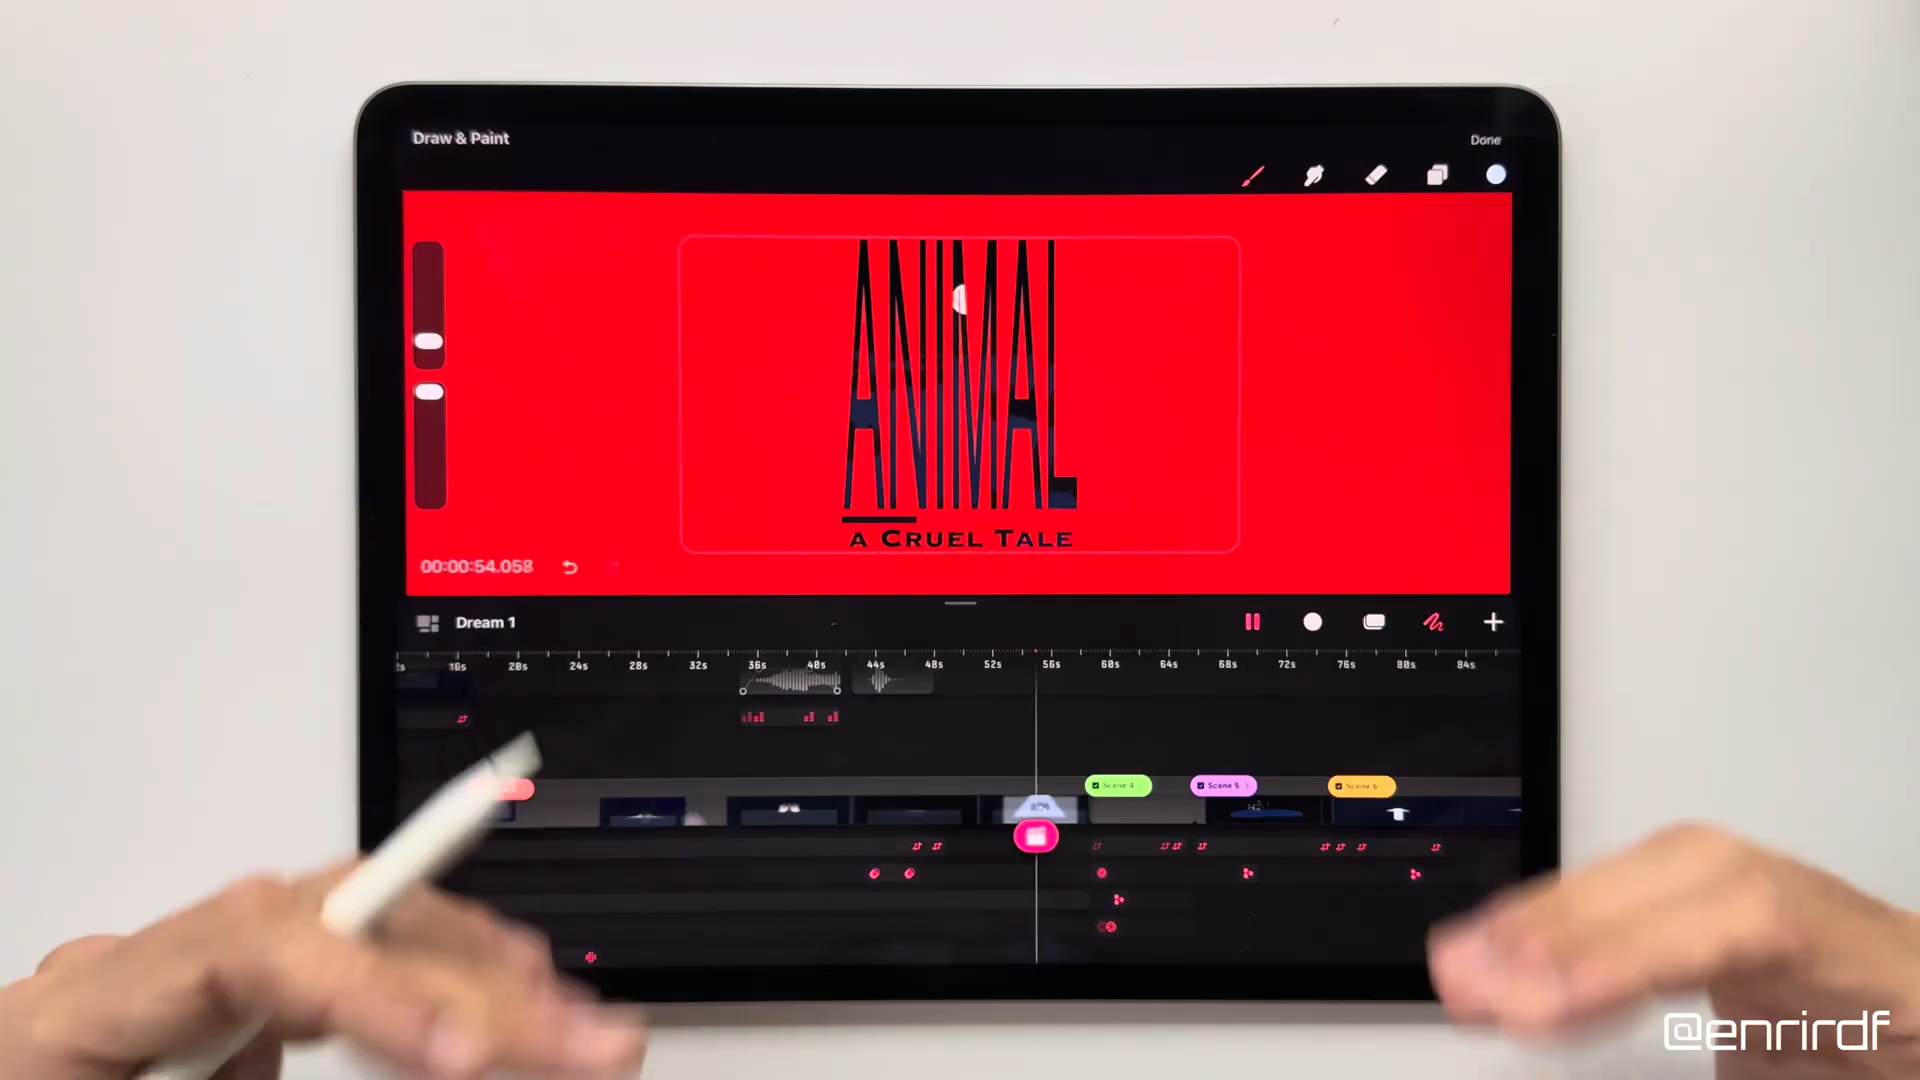 Draw & Paint
Done
ANIMAL
A CRUEL TALE
00:00:54.058
Dream 1
16s 20s 24s 28s 32s 36s 40s 44s 48s 52s 56s 60s 64s 68s 72s 76s 80s 84s
Scene 4
Scene 5
Scene 6
@enrirdf